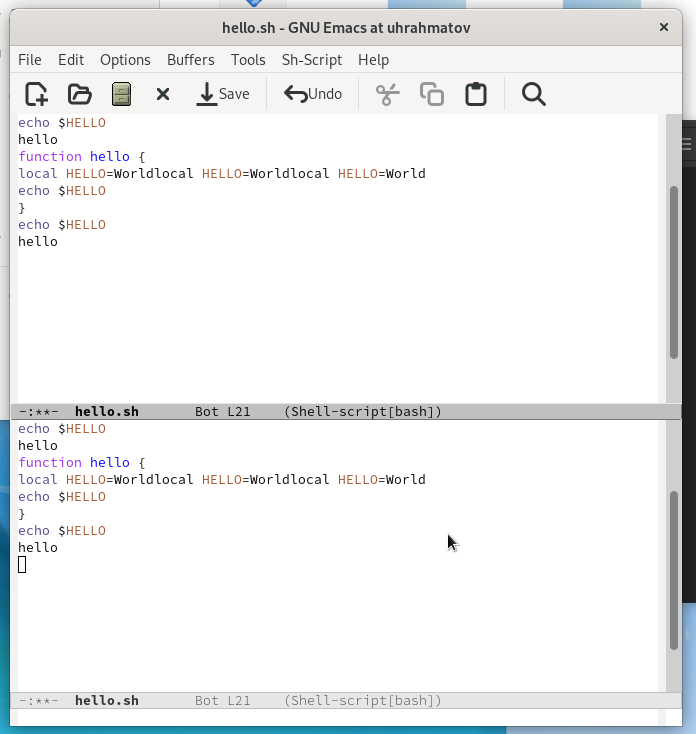 hello.sh - GNU Emacs at uhrahmatov ×
File Edit Options Buffers Tools Sh-Script Help
Save Undo
echo $HELLO
hello
function hello {
local HELLO=Worldlocal HELLO=Worldlocal HELLO=World
echo $HELLO
}
echo $HELLO
hello
-:**- hello.sh Bot L21 (Shell-script[bash])
echo $HELLO
hello
function hello {
local HELLO=Worldlocal HELLO=Worldlocal HELLO=World
echo $HELLO
}
echo $HELLO
hello
-:**- hello.sh Bot L21 (Shell-script[bash])